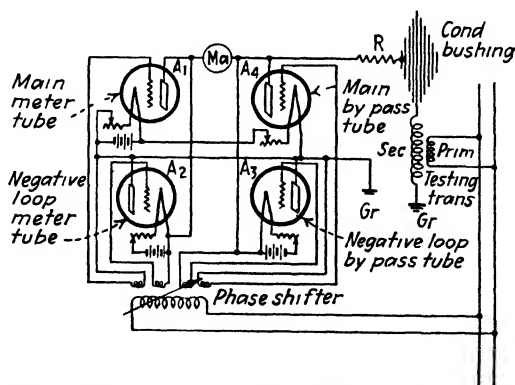 Cond
bushing
R
A1
Ma
A4
Main
meter
tube
Main
by pass
tube
Sec
Prim
Testing
trans
Gr
Negative
loop
meter
tube
A2
A3
Gr
Negative loop
by pass tube
Phase shifter